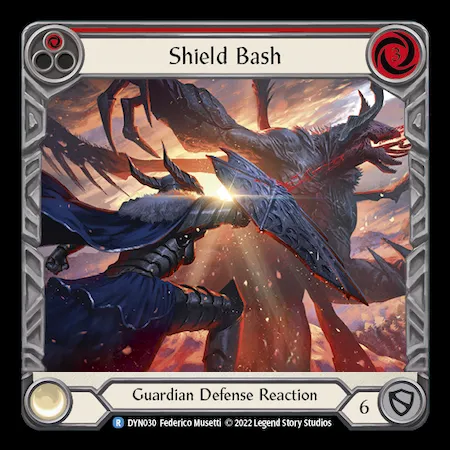 3
Shield Bash
Guardian Defense Reaction
6
R DYN030 Federico Musetti © 2022 Legend Story Studios